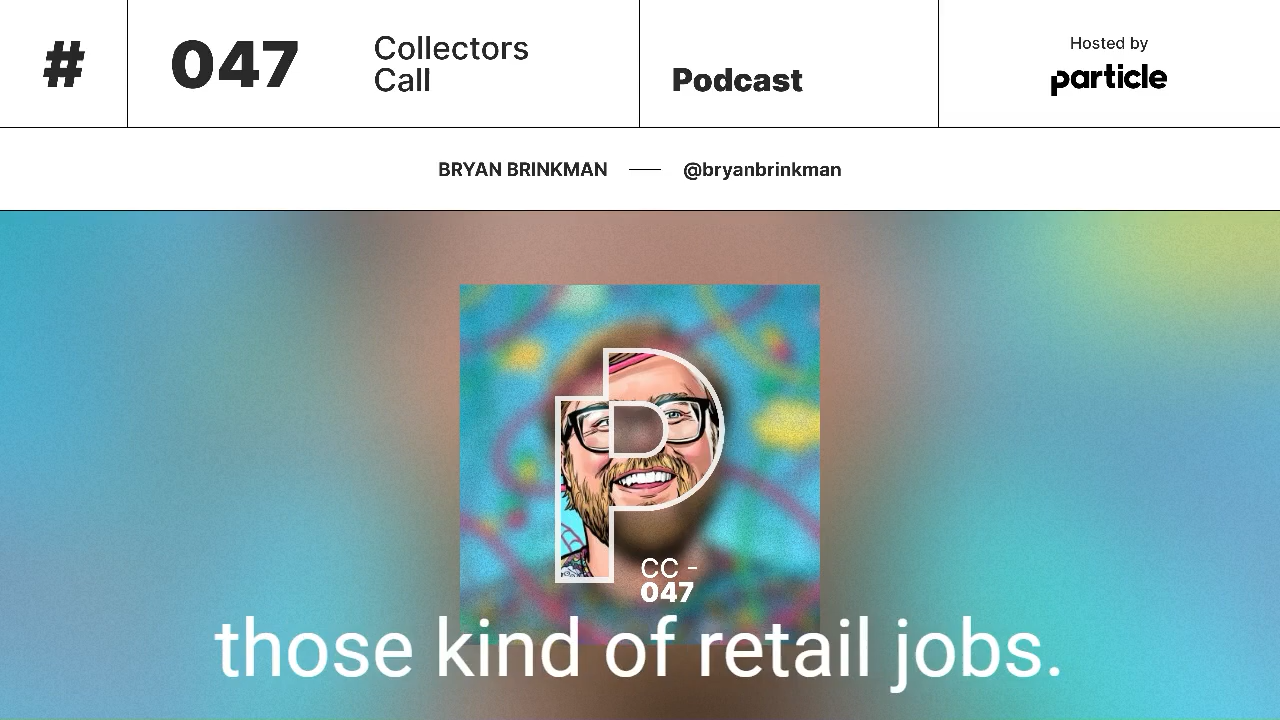 #
047
Collectors
Call
Podcast
Hosted by
particle
BRYAN BRINKMAN — @bryanbrinkman
CC -
047
those kind of retail jobs.